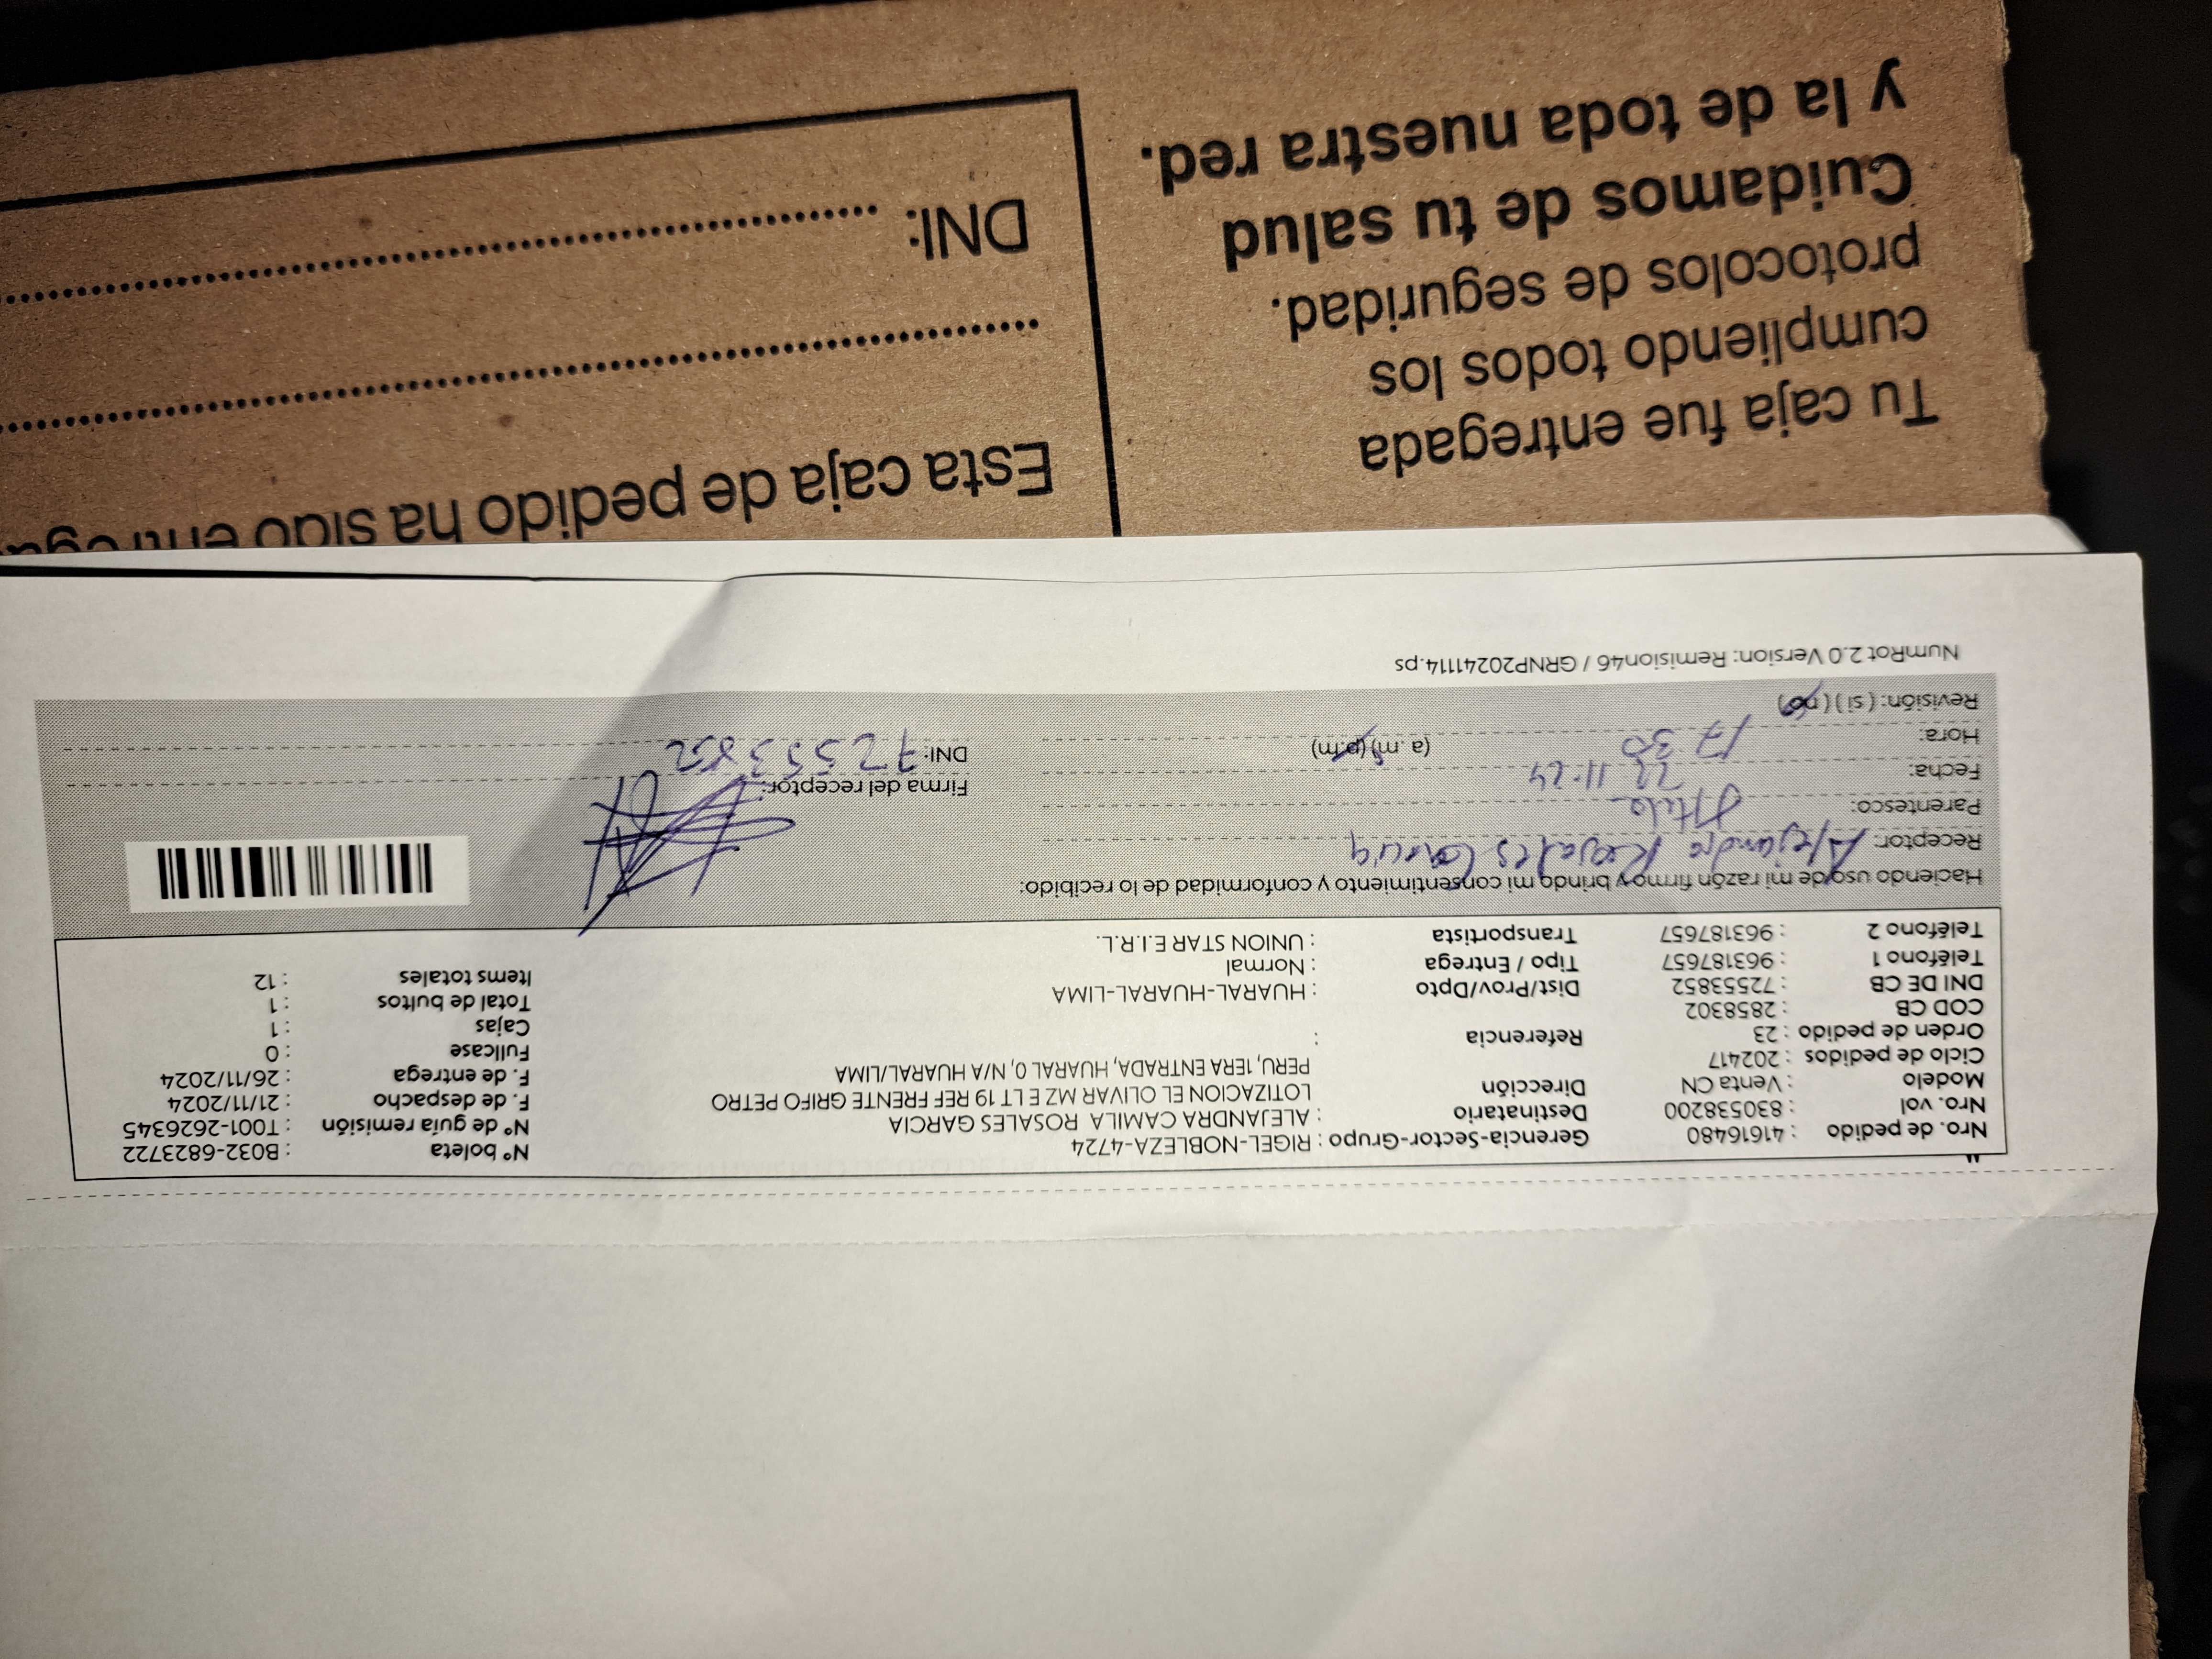 Nro. de pedido : 41616480 Gerencia-Sector-Grupo : RIGEL-NOBLEZA-4724 N° boleta : B032-6823722
Nro. vol : 830538200 Destinatario : ALEJANDRA CAMILA ROSALES GARCIA N° de guía remisión : T001-2626345
Modelo : Venta CN Dirección LOTIZACION EL OLIVAR MZ E LT 19 REF FRENTE GRIFO PETRO F. de despacho : 21/11/2024
Ciclo de pedidos : 202417 PERU, 1ERA ENTRADA, HUARAL 0, N/A HUARAL/LIMA F. de entrega : 26/11/2024
Orden de pedido : 23 Referencia : Fullcase : 0
COD CB : 2858302 Cajas : 1
DNI DE CB : 72553852 Dist/Prov/Dpto : HUARAL-HUARAL-LIMA Total de bultos : 1
Teléfono 1 : 963187657 Tipo / Entrega : Normal Items totales : 12
Teléfono 2 : 963187657 Transportista : UNION STAR E.I.R.L.
Haciendo uso de mi razón firmo y brindo mi consentimiento y conformidad de lo recibido:
Receptor: Alejandra Rosales García
Parentesco:
Fecha: 11-24 Firma del receptor:
Hora: 17 30 (a. m) (p.m) DNI: 72553852
Revisión: ( si ) ( no )
NumRot 2.0 Version: Remision46 / GRNP20241114.ps
Tu caja fue entregada
cumpliendo todos los
protocolos de seguridad.
Cuidamos de tu salud
y la de toda nuestra red.
Esta caja de pedido ha sido
DNI: